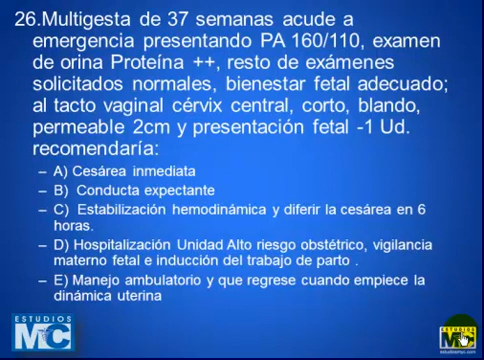 26.Multigesta de 37 semanas acude a
emergencia presentando PA 160/110, examen
de orina Proteína ++, resto de exámenes
solicitados normales, bienestar fetal adecuado;
al tacto vaginal cérvix central, corto, blando,
permeable 2cm y presentación fetal -1 Ud.
recomendaría:
– A) Cesárea inmediata
– B) Conducta expectante
– C) Estabilización hemodinámica y diferir la cesárea en 6
horas.
– D) Hospitalización Unidad Alto riesgo obstétrico, vigilancia
materno fetal e inducción del trabajo de parto .
– E) Manejo ambulatorio y que regrese cuando empiece la
dinámica uterina
ESTUDIOS
MC
ESTUDIOS
MC